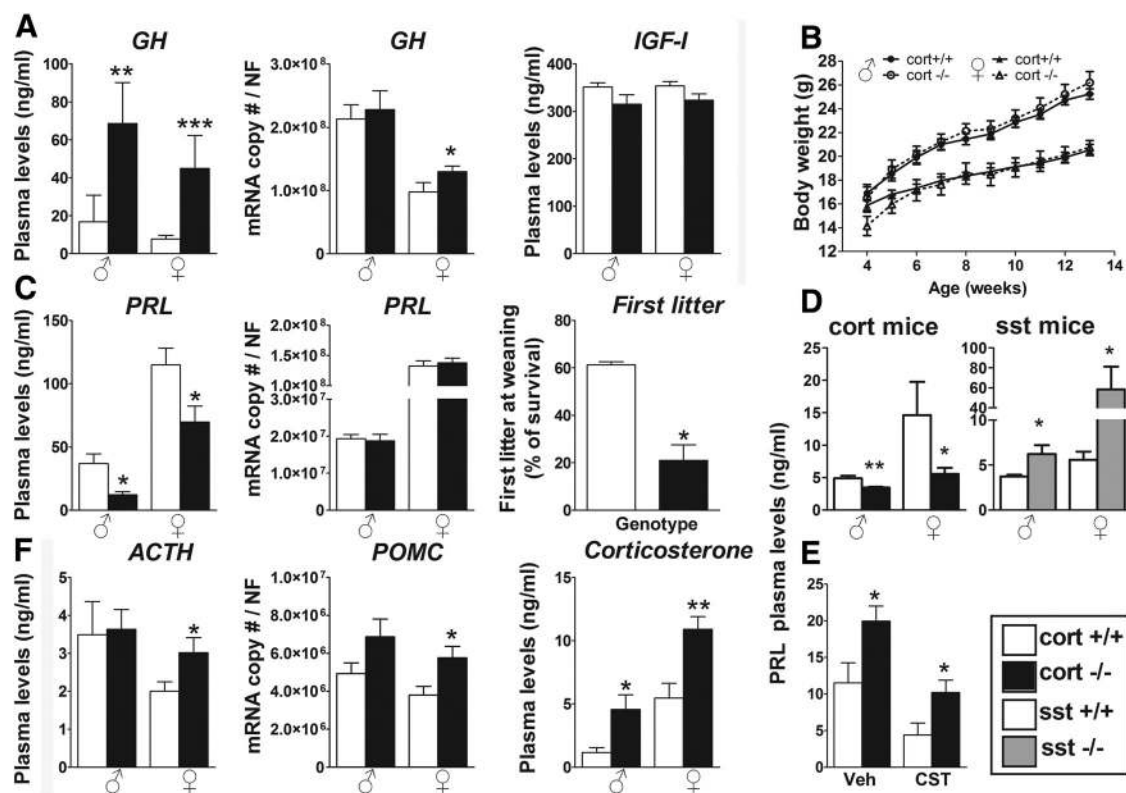 A
GH
Plasma levels (ng/ml)
100
80
60
40
20
0
** ***
♂ ♀
GH
mRNA copy # / NF
3.0×10⁸
2.0×10⁸
1.0×10⁸
0
*
♂ ♀
IGF-I
Plasma levels (ng/ml)
400
300
200
100
0
♂ ♀
B
♂ cort+/+ ♀ cort+/+
cort -/- cort -/-
Body weight (g)
28
26
24
22
20
18
16
14
12
4 6 8 10 12 14
Age (weeks)
C
PRL
Plasma levels (ng/ml)
150
100
50
0
* *
♂ ♀
PRL
mRNA copy # / NF
2.0×10⁸
1.5×10⁸
1.0×10⁸
3.0×10⁷
2.0×10⁷
1.0×10⁷
0
♂ ♀
First litter
First litter at weaning
(% of survival)
80
60
40
20
0
*
Genotype
D
cort mice
PRL plasma levels (ng/ml)
25
20
15
10
5
0
** *
♂ ♀
sst mice
100
80
60
40
10
5
0
* *
♂ ♀
E
25
20
15
10
5
0
* *
Veh CST
cort +/+
cort -/-
sst +/+
sst -/-
F
ACTH
Plasma levels (ng/ml)
5
4
3
2
1
0
*
♂ ♀
POMC
mRNA copy # / NF
1.0×10⁷
8.0×10⁶
6.0×10⁶
4.0×10⁶
2.0×10⁶
0
*
♂ ♀
Corticosterone
Plasma levels (ng/ml)
15
10
5
0
* **
♂ ♀